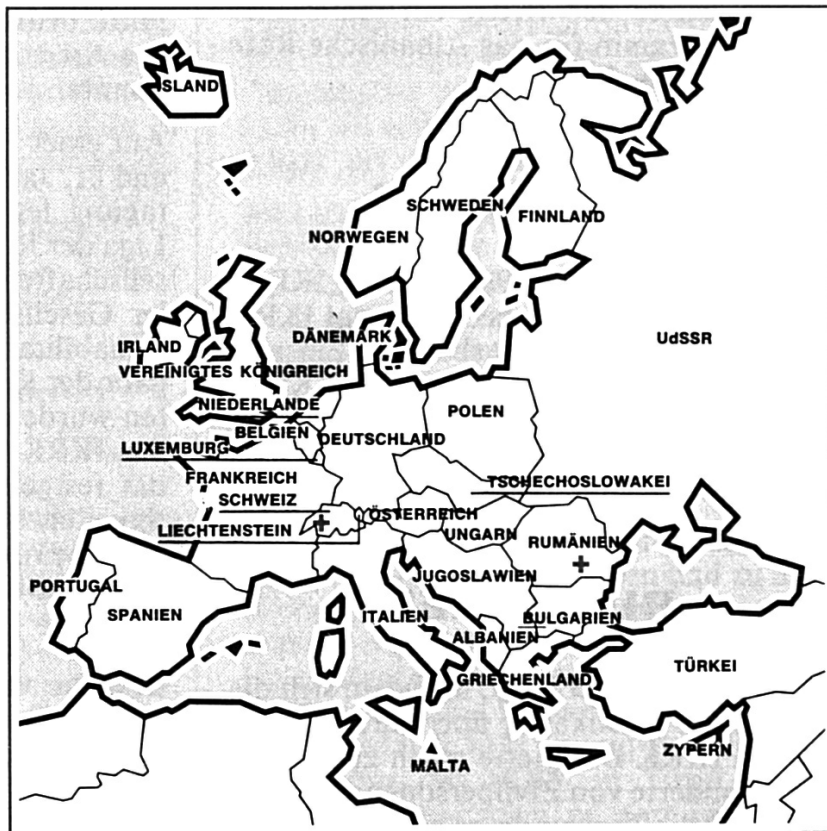 ISLAND
SCHWEDEN
FINNLAND
NORWEGEN
DÄNEMARK
UdSSR
IRLAND
VEREINIGTES KÖNIGREICH
NIEDERLANDE
POLEN
BELGIEN
DEUTSCHLAND
LUXEMBURG
FRANKREICH
TSCHECHOSLOWAKEI
SCHWEIZ
ÖSTERREICH
LIECHTENSTEIN
UNGARN
RUMÄNIEN
JUGOSLAWIEN
PORTUGAL
SPANIEN
ITALIEN
BULGARIEN
ALBANIEN
TÜRKEI
GRIECHENLAND
ZYPERN
MALTA